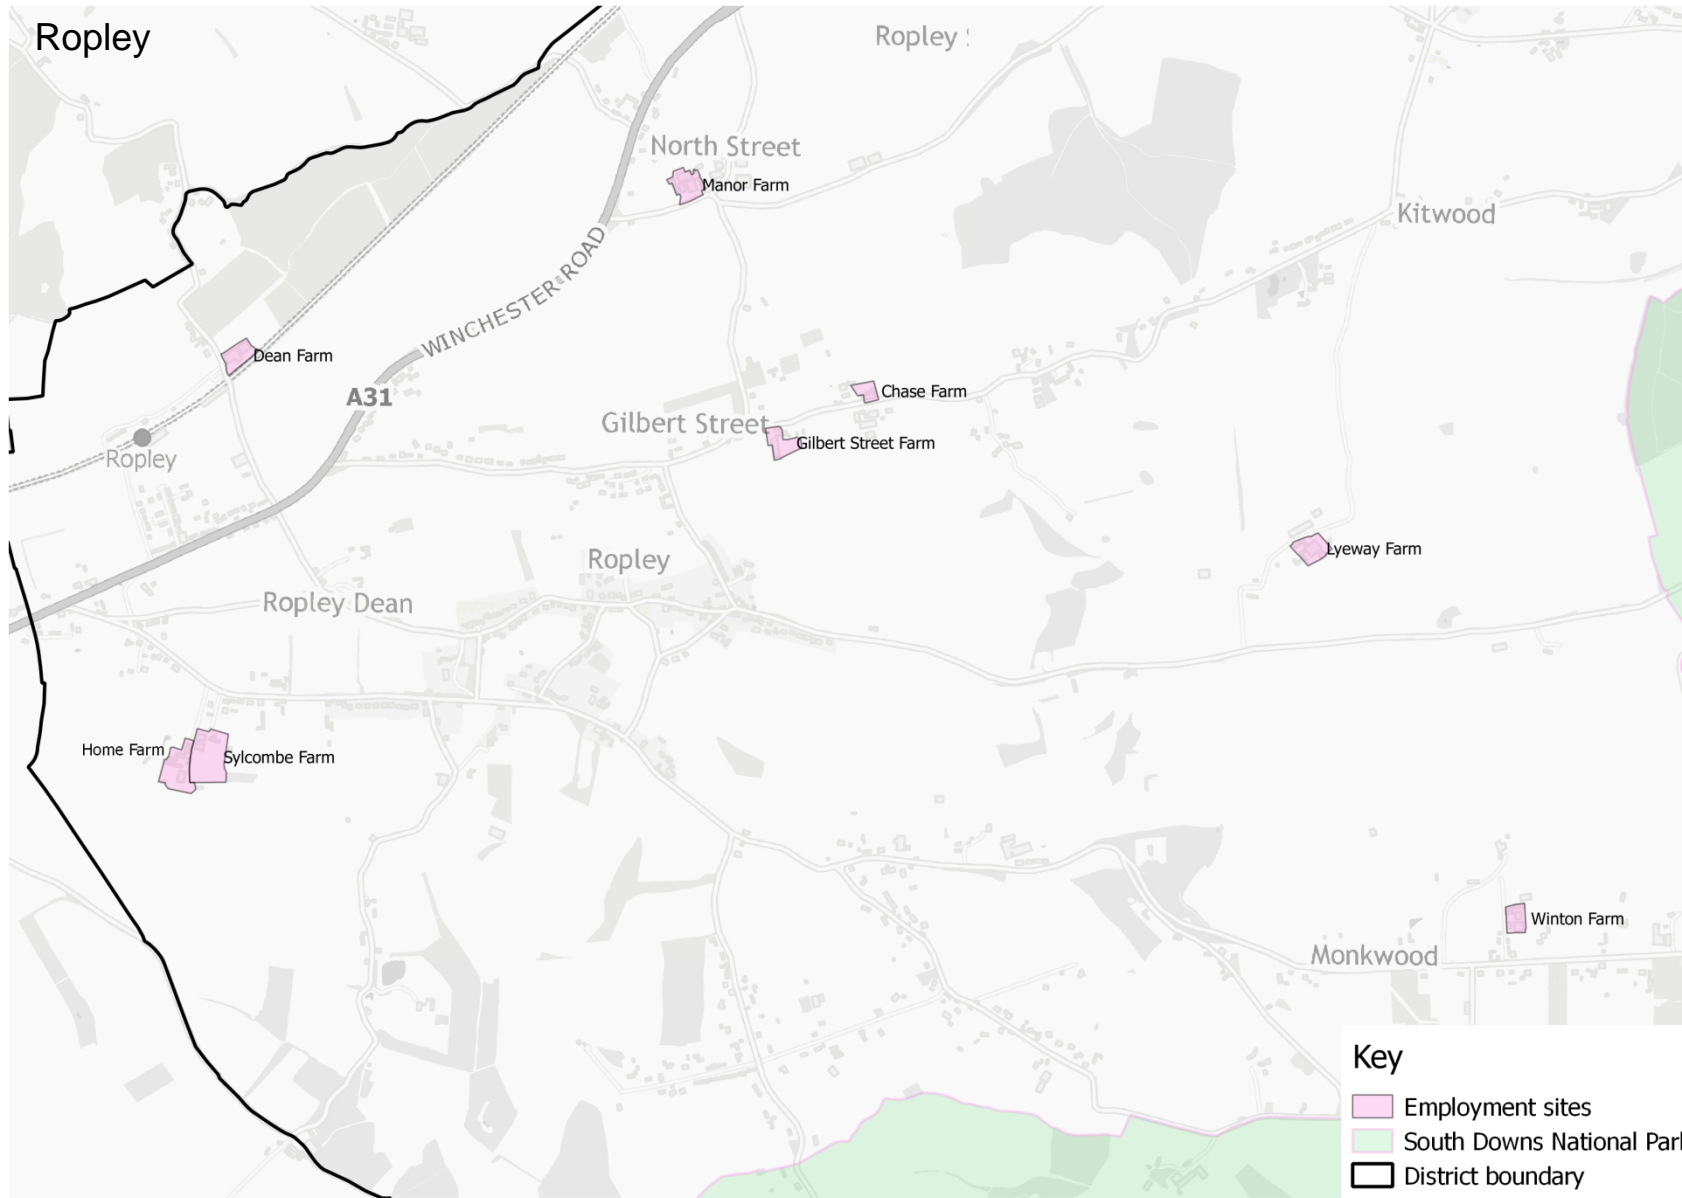 Ropley
Ropley
North Street
Manor Farm
Kitwood
WINCHESTER ROAD
Dean Farm
A31
Chase Farm
Gilbert Street
Gilbert Street Farm
Ropley
Lyeway Farm
Ropley
Ropley Dean
Home Farm
Sylcombe Farm
Winton Farm
Monkwood
Key
Employment sites
South Downs National Park
District boundary